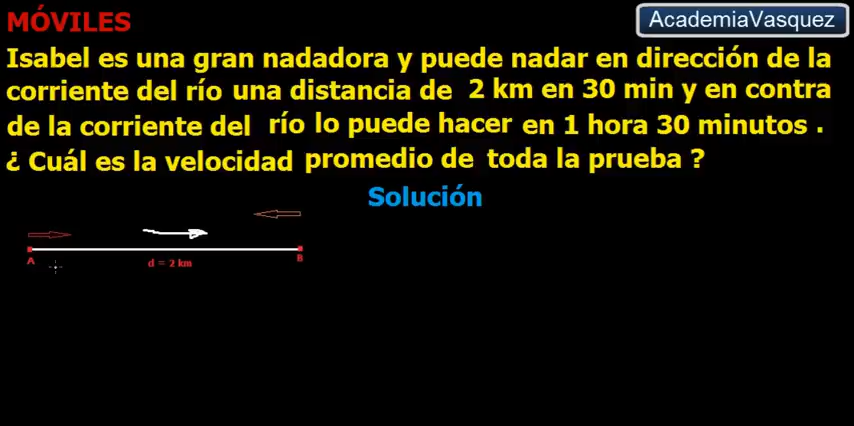 MÓVILES
AcademiaVasquez
Isabel es una gran nadadora y puede nadar en dirección de la
corriente del río una distancia de 2 km en 30 min y en contra
de la corriente del río lo puede hacer en 1 hora 30 minutos .
¿ Cuál es la velocidad promedio de toda la prueba ?
Solución
A
d = 2 km
B